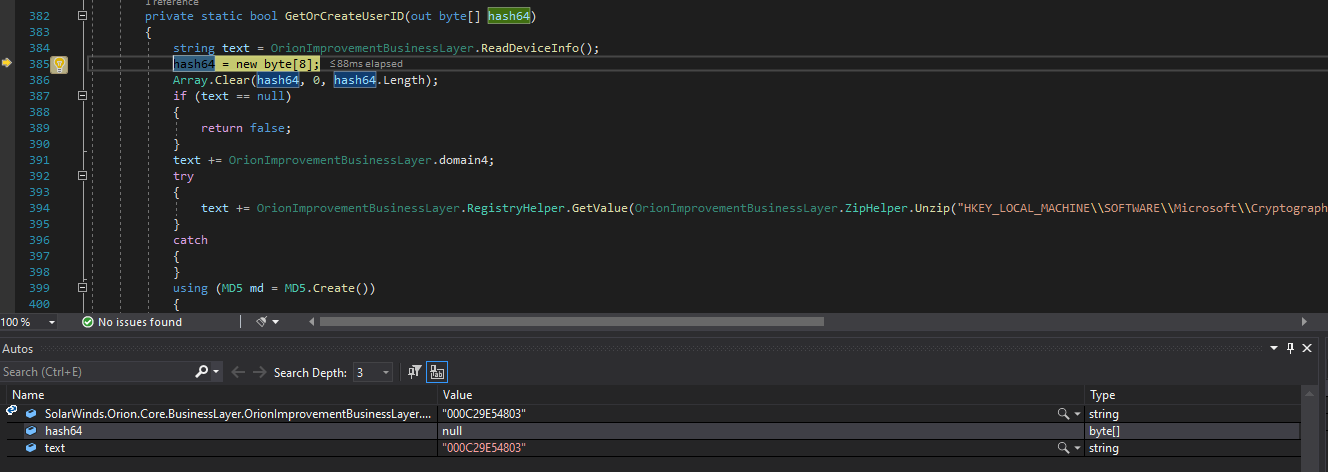 1 reference
382 private static bool GetOrCreateUserID(out byte[] hash64)
383 {
384 string text = OrionImprovementBusinessLayer.ReadDeviceInfo();
385 hash64 = new byte[8]; ≤88ms elapsed
386 Array.Clear(hash64, 0, hash64.Length);
387 if (text == null)
388 {
389 return false;
390 }
391 text += OrionImprovementBusinessLayer.domain4;
392 try
393 {
394 text += OrionImprovementBusinessLayer.RegistryHelper.GetValue(OrionImprovementBusinessLayer.ZipHelper.Unzip("HKEY_LOCAL_MACHINE\\SOFTWARE\\Microsoft\\Cryptograph
395 }
396 catch
397 {
398 }
399 using (MD5 md = MD5.Create())
400 {
100 % No issues found
Autos
Search (Ctrl+E) Search Depth: 3
Name Value Type
SolarWinds.Orion.Core.BusinessLayer.OrionImprovementBusinessLayer.... "000C29E54803" string
hash64 null byte[]
text "000C29E54803" string